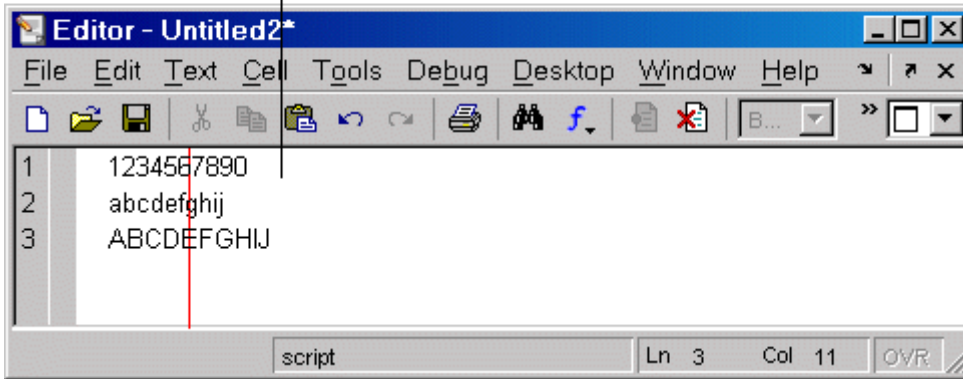 Editor - Untitled2*
File Edit Text Cell Tools Debug Desktop Window Help
B...
1 1234567890
2 abcdefghij
3 ABCDEFGHIJ
script Ln 3 Col 11 OVR